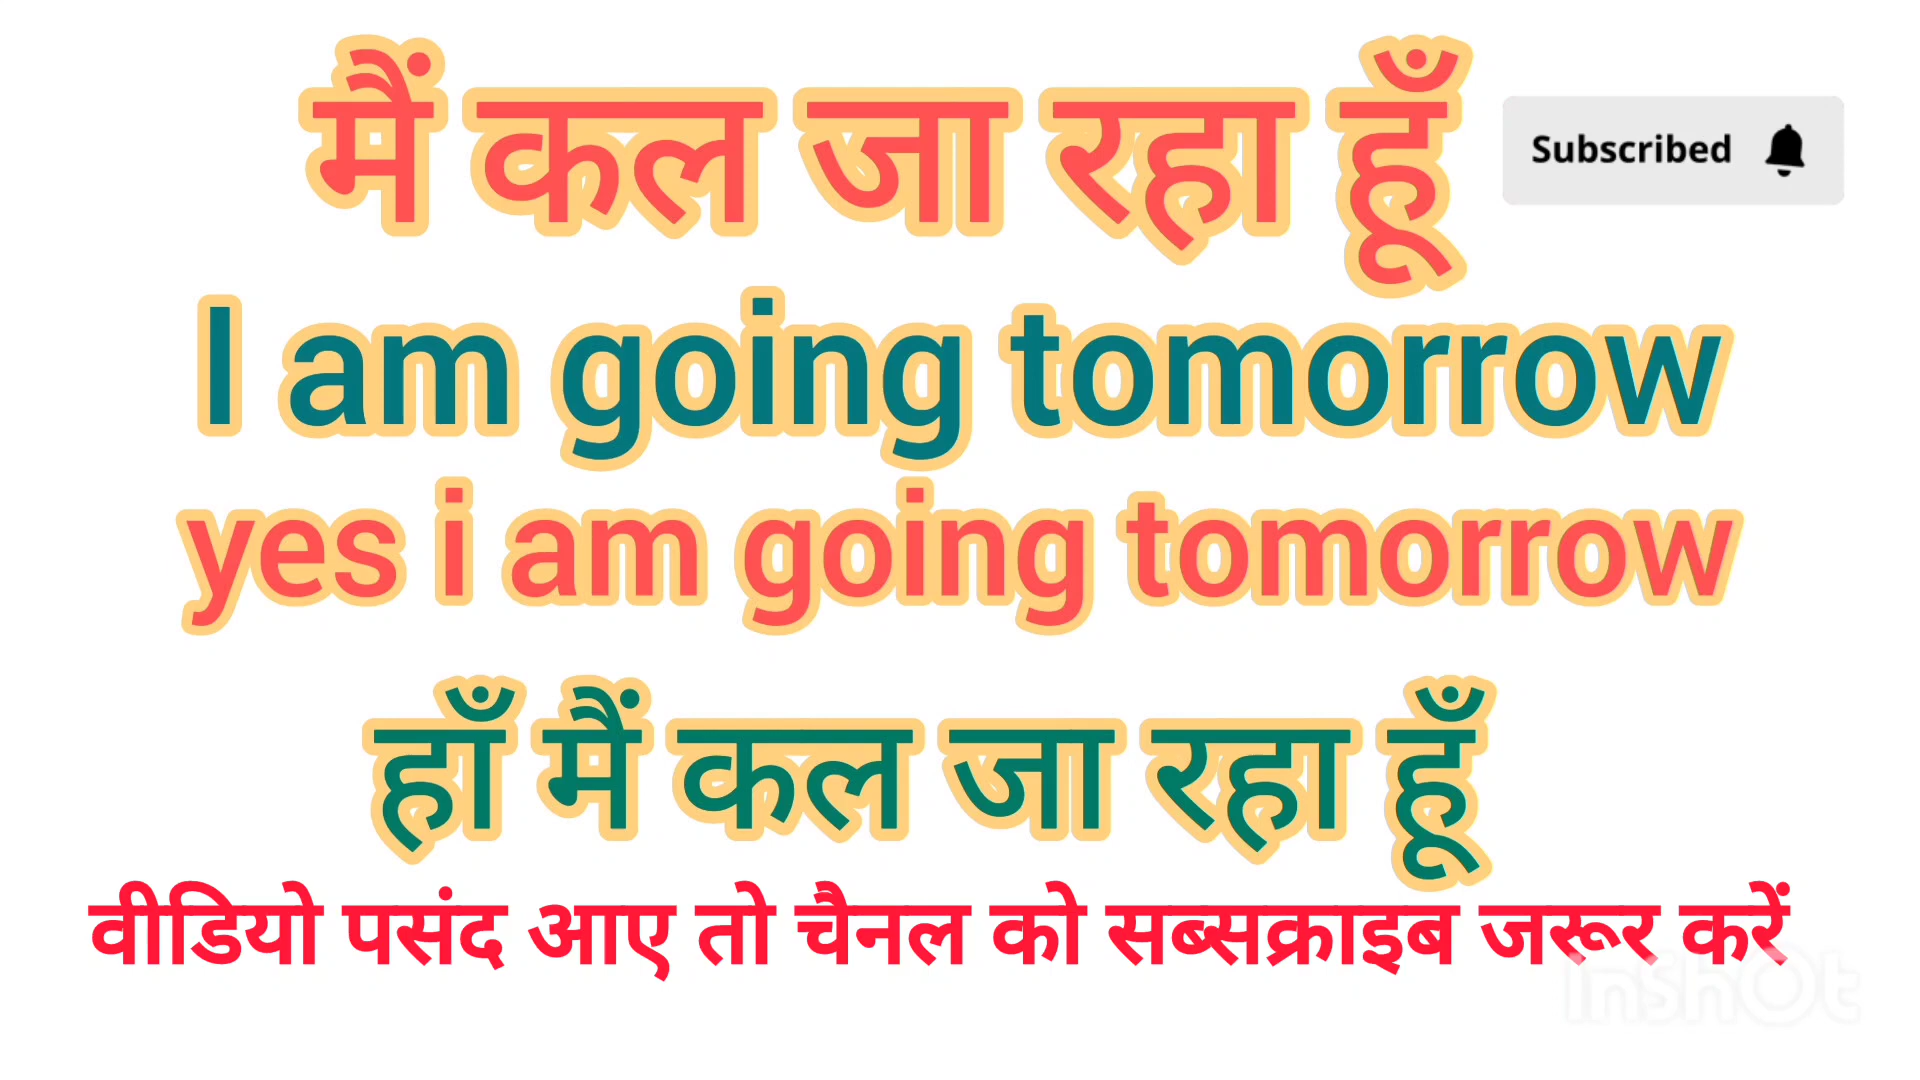 मैं कल जा रहा हूँ
Subscribed
I am going tomorrow
yes i am going tomorrow
हाँ मैं कल जा रहा हूँ
वीडियो पसंद आए तो चैनल को सब्सक्राइब जरूर करें
InShOt